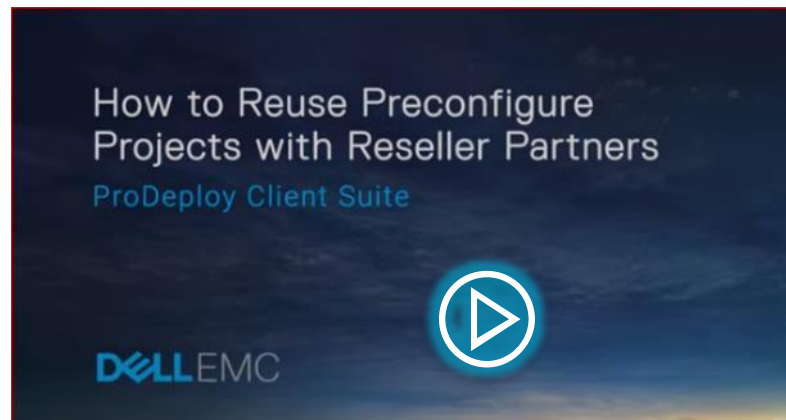 How to Reuse Preconfigure
Projects with Reseller Partners
ProDeploy Client Suite
DELLEMC